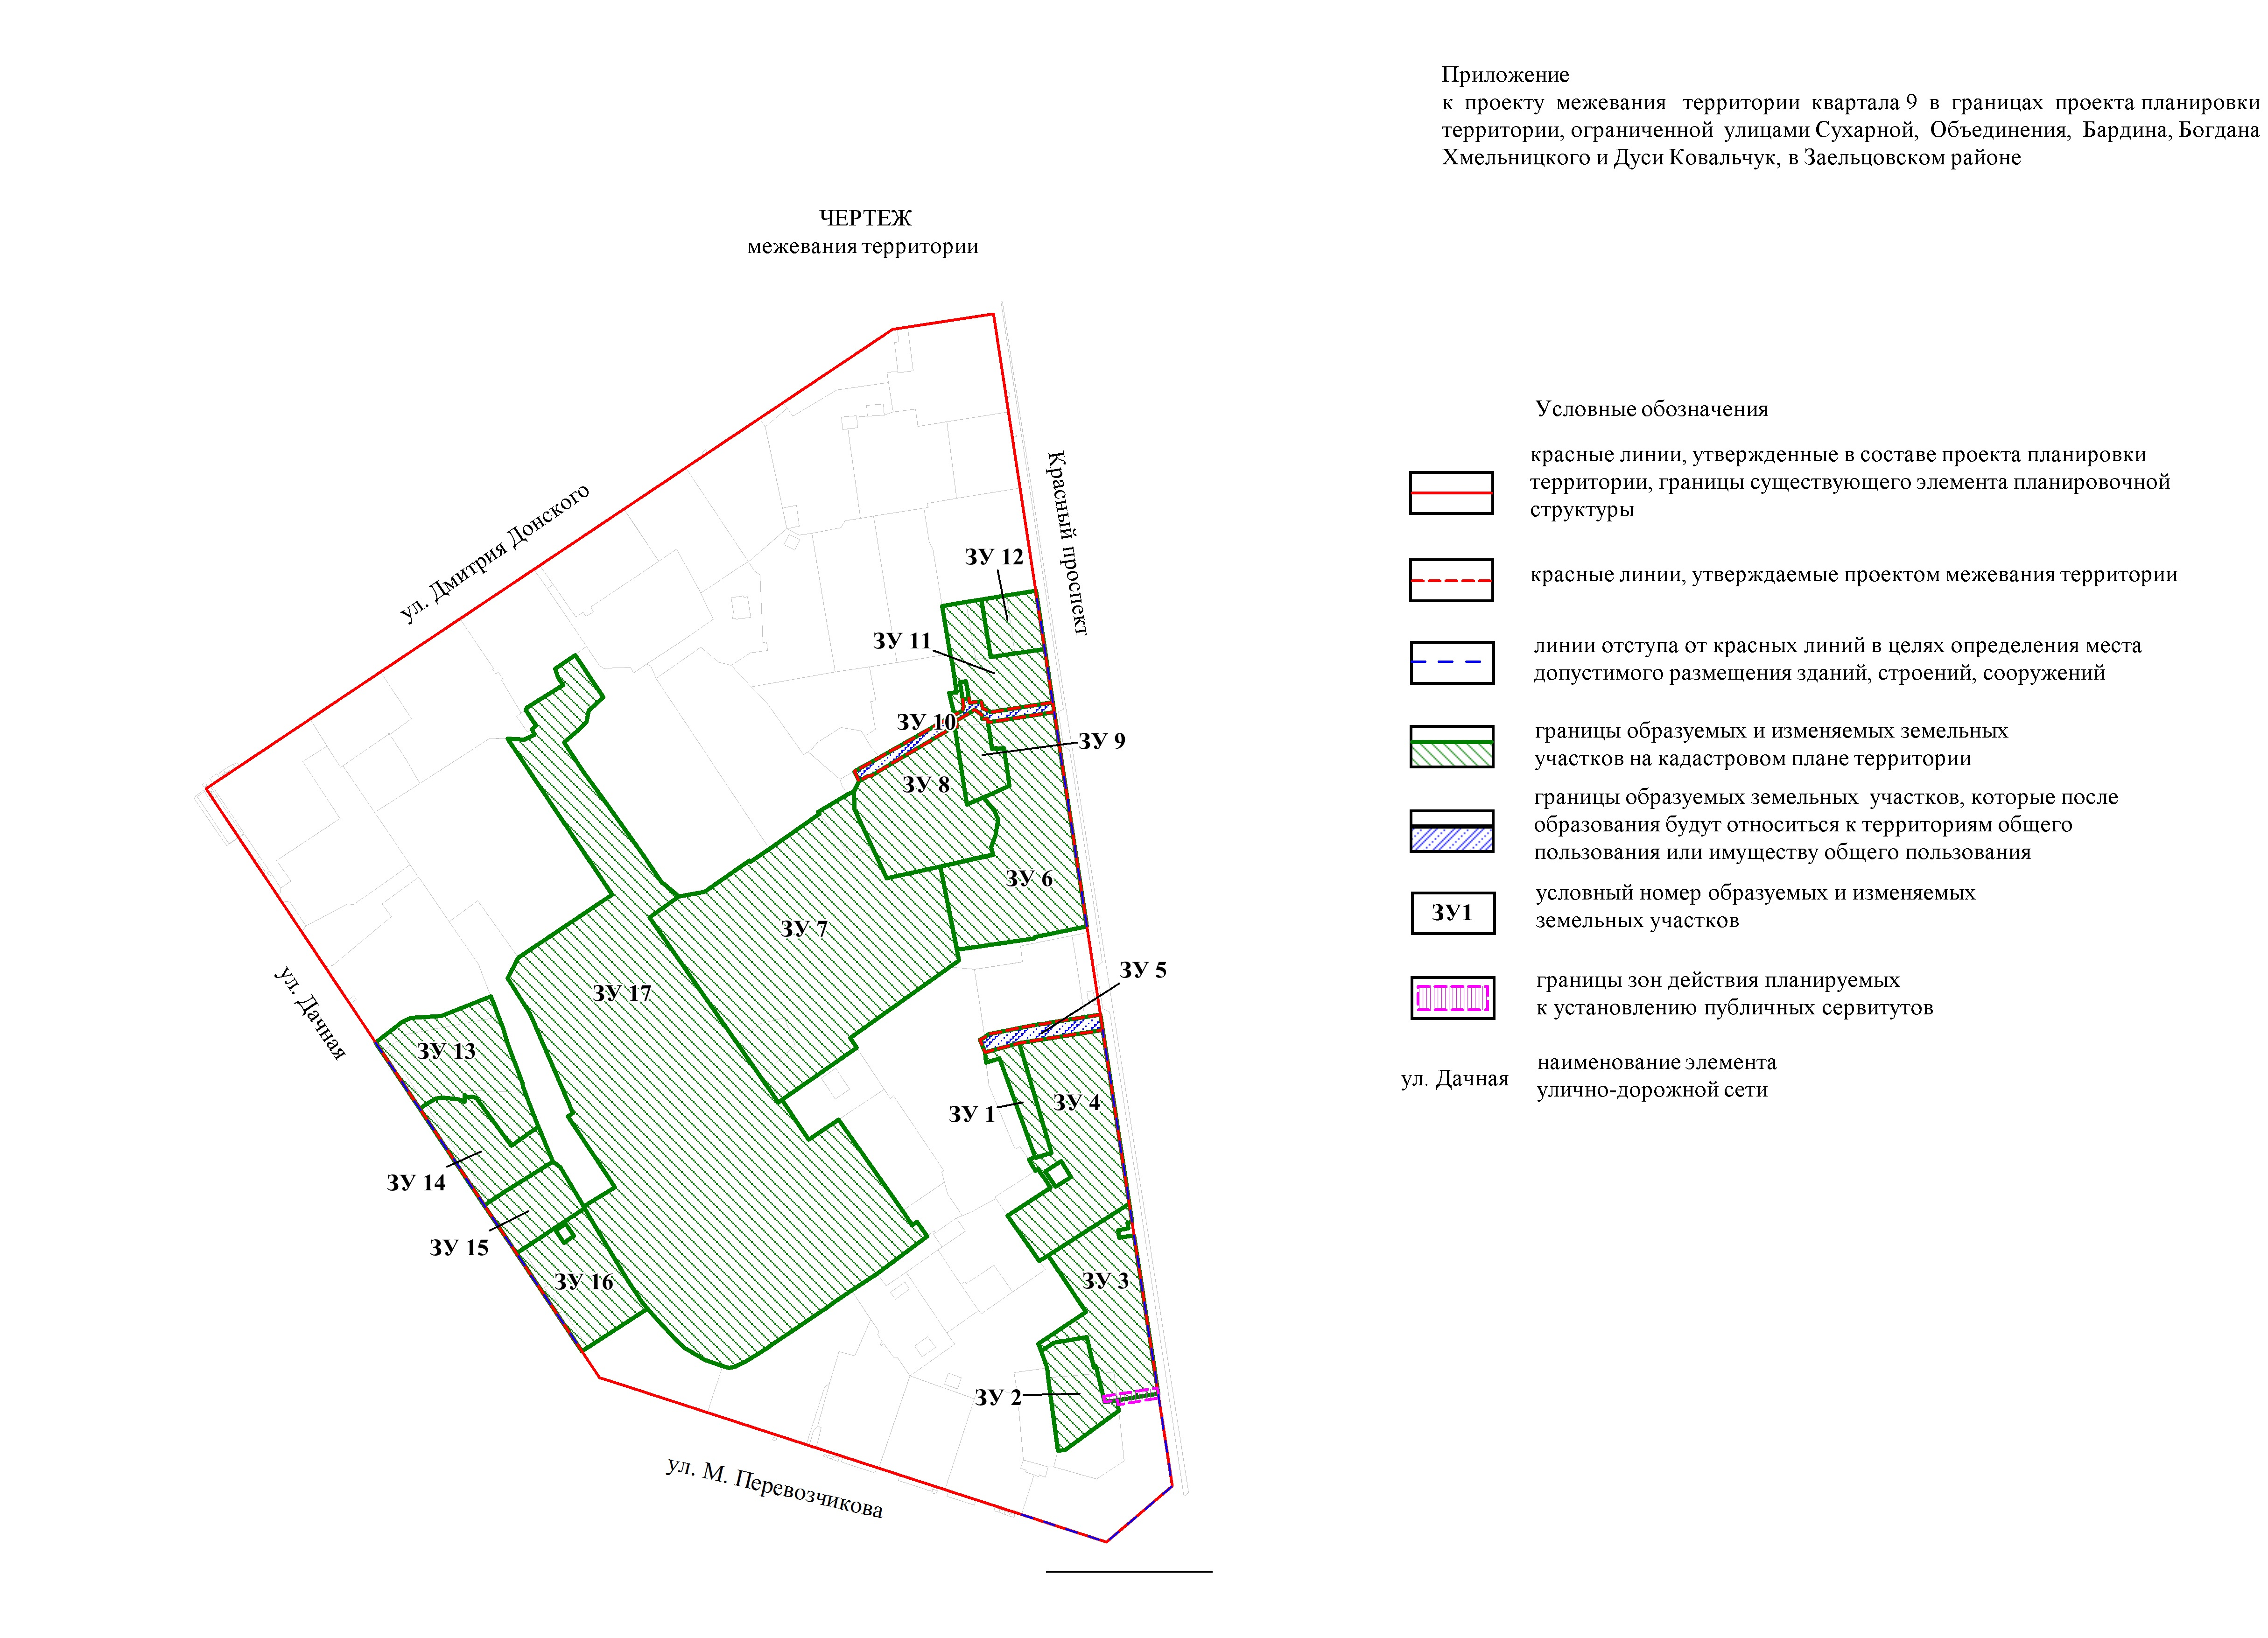 Приложение
к проекту межевания территории квартала 9 в границах проекта планировки
территории, ограниченной улицами Сухарной, Объединения, Бардина, Богдана
Хмельницкого и Дуси Ковальчук, в Заельцовском районе
ЧЕРТЕЖ
межевания территории
Условные обозначения
красные линии, утвержденные в составе проекта планировки
территории, границы существующего элемента планировочной
структуры
красные линии, утверждаемые проектом межевания территории
линии отступа от красных линий в целях определения места
допустимого размещения зданий, строений, сооружений
границы образуемых и изменяемых земельных
участков на кадастровом плане территории
границы образуемых земельных участков, которые после
образования будут относиться к территориям общего
пользования или имуществу общего пользования
ЗУ1
условный номер образуемых и изменяемых
земельных участков
границы зон действия планируемых
к установлению публичных сервитутов
ул. Дачная
наименование элемента
улично-дорожной сети
ул. Дмитрия Донского
Красный проспект
ЗУ 12
ЗУ 11
ЗУ 10
ЗУ 9
ЗУ 8
ЗУ 6
ЗУ 7
ЗУ 5
ЗУ 17
ул. Дачная
ЗУ 13
ЗУ 1
ЗУ 4
ЗУ 14
ЗУ 15
ЗУ 16
ЗУ 3
ЗУ 2
ул. М. Перевозчикова